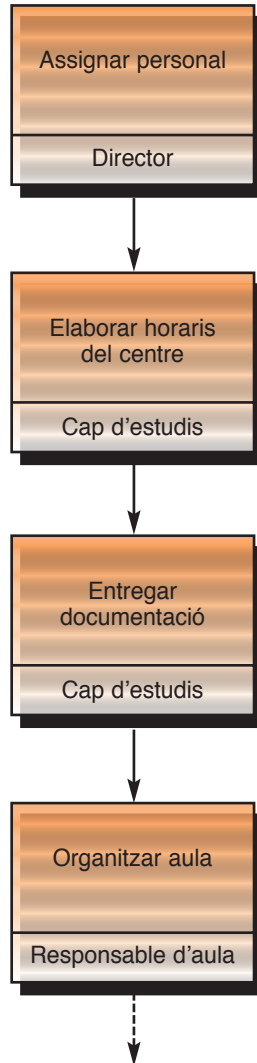 Assignar personal
Director
Elaborar horaris
del centre
Cap d’estudis
Entregar
documentació
Cap d’estudis
Organitzar aula
Responsable d’aula